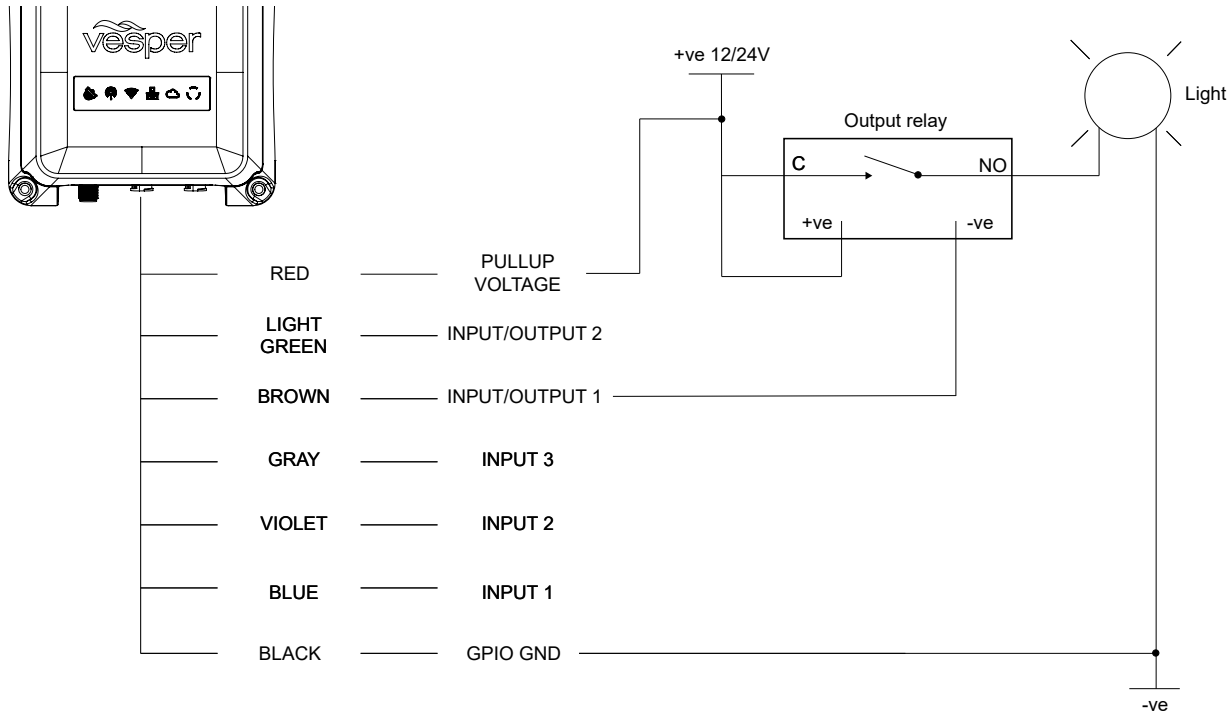 vesper
+ve 12/24V
Light
Output relay
C
NO
+ve
-ve
RED
PULLUP
VOLTAGE
LIGHT
GREEN
INPUT/OUTPUT 2
BROWN
INPUT/OUTPUT 1
GRAY
INPUT 3
VIOLET
INPUT 2
BLUE
INPUT 1
BLACK
GPIO GND
-ve